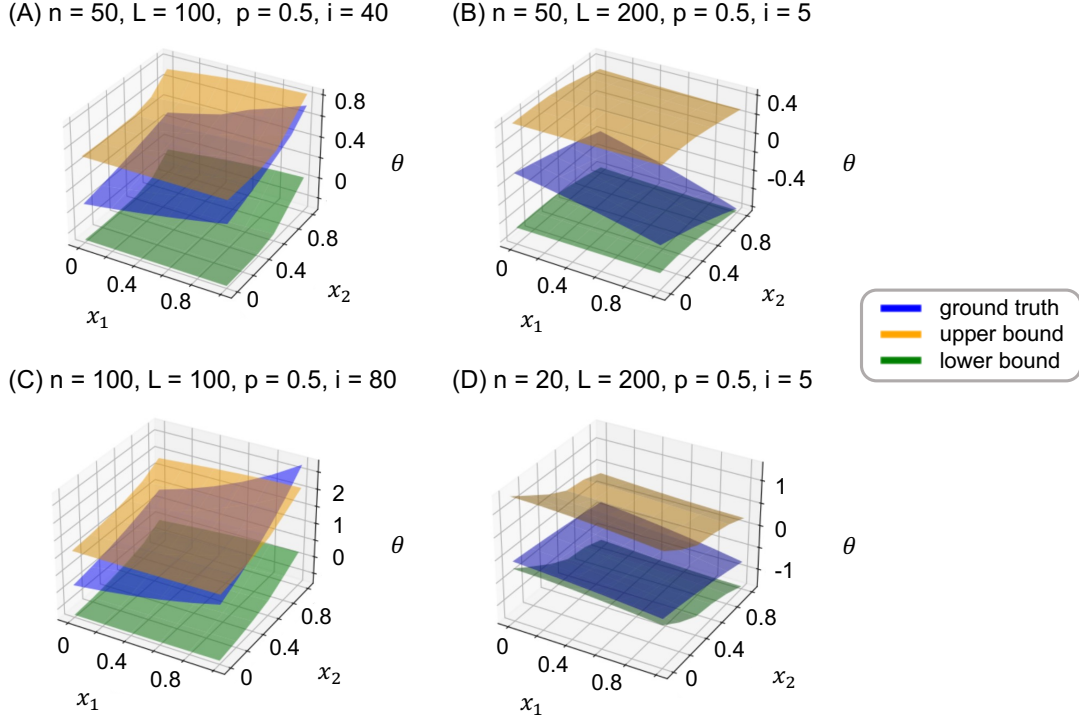 (A) n = 50, L = 100, p = 0.5, i = 40
0.8
0.4
0
θ
0
0.4
0.8
x₁
0
0.4
0.8
x₂
(B) n = 50, L = 200, p = 0.5, i = 5
0.4
0
-0.4
θ
0
0.4
0.8
x₁
0
0.4
0.8
x₂
ground truth
upper bound
lower bound
(C) n = 100, L = 100, p = 0.5, i = 80
2
1
0
θ
0
0.4
0.8
x₁
0
0.4
0.8
x₂
(D) n = 20, L = 200, p = 0.5, i = 5
1
0
-1
θ
0
0.4
0.8
x₁
0
0.4
0.8
x₂